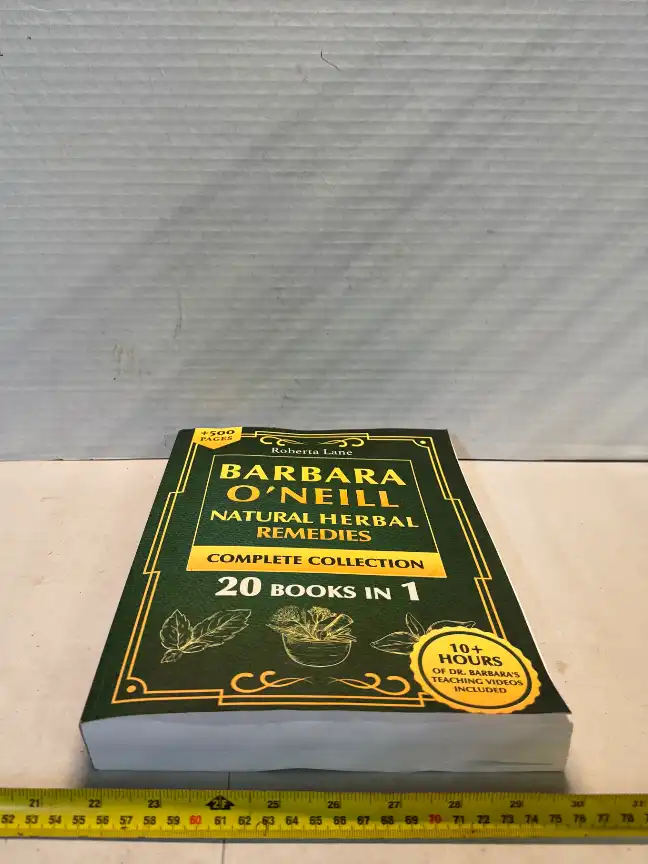 +500
PAGES
Roberta Lane
BARBARA
O'NEILL
NATURAL HERBAL
REMEDIES
COMPLETE COLLECTION
20 BOOKS IN 1
10+
HOURS
OF DR. BARBARA'S
TEACHING VIDEOS
INCLUDED
21 22 23 2F 25 26 27 28 29 30 31
52 53 54 55 56 57 58 59 60 61 62 63 64 65 66 67 68 69 70 71 72 73 74 75 76 77 78